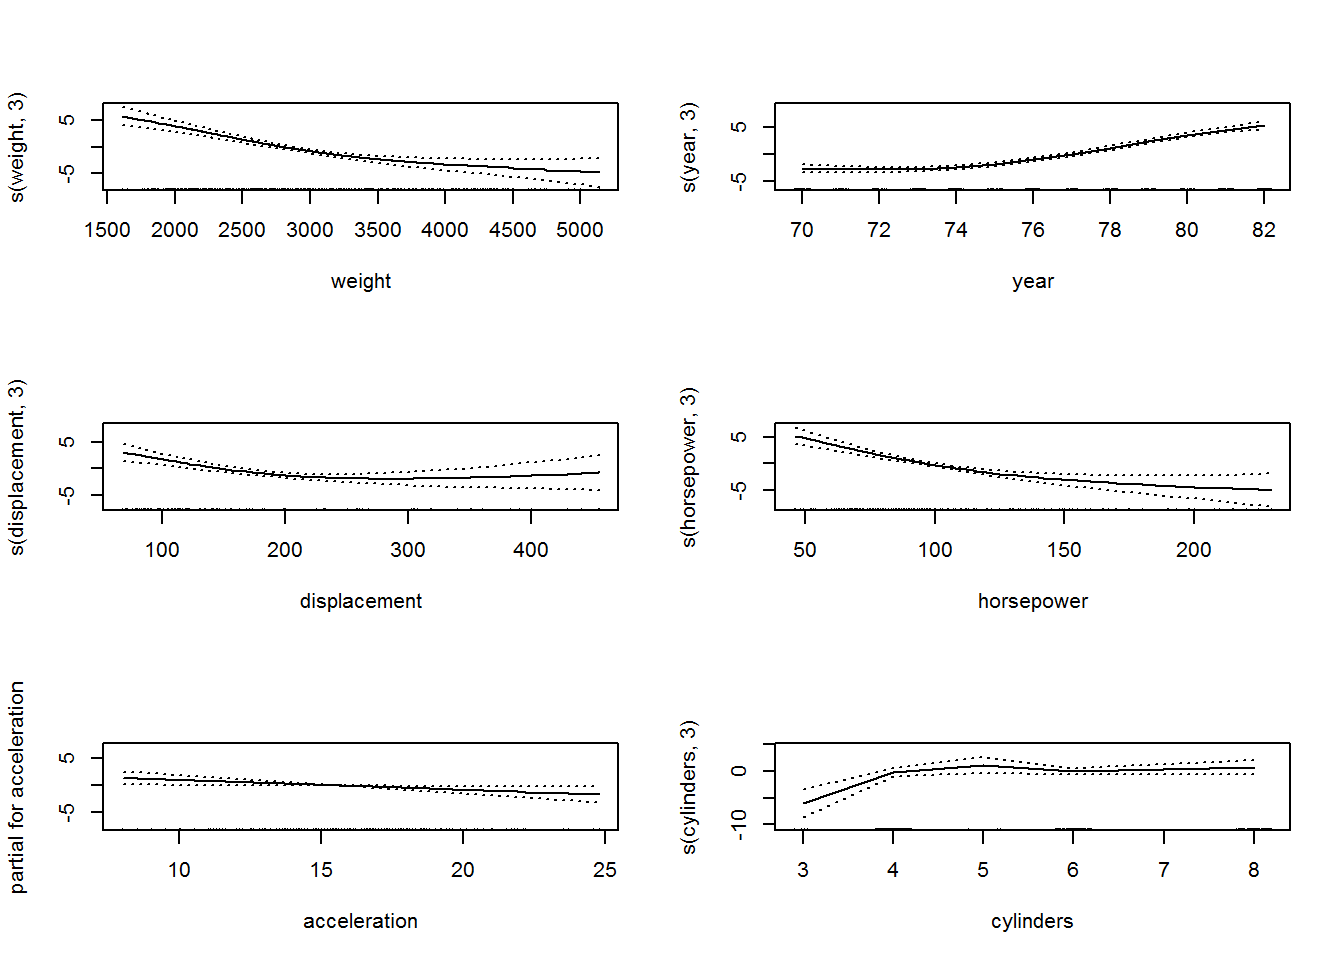 s(weight, 3)
5
-5
1500 2000 2500 3000 3500 4000 4500 5000
weight
s(year, 3)
5
-5
70 72 74 76 78 80 82
year
s(displacement, 3)
5
-5
100 200 300 400
displacement
s(horsepower, 3)
5
-5
50 100 150 200
horsepower
partial for acceleration
5
-5
10 15 20 25
acceleration
s(cylinders, 3)
0
-10
3 4 5 6 7 8
cylinders